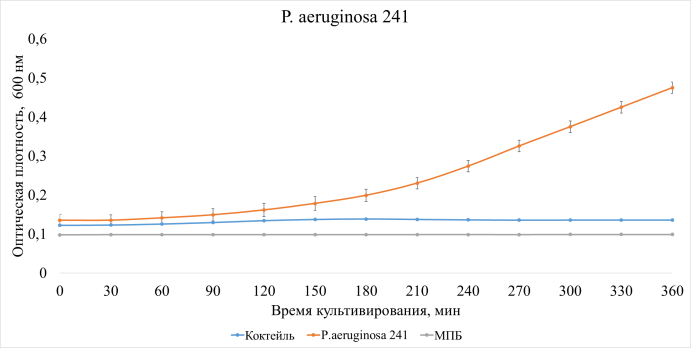 P. aeruginosa 241
Оптическая плотность, 600 нм
0,6
0,5
0,4
0,3
0,2
0,1
0
0 30 60 90 120 150 180 210 240 270 300 330 360
Время культивирования, мин
Коктейль P.aeruginosa 241 МПБ